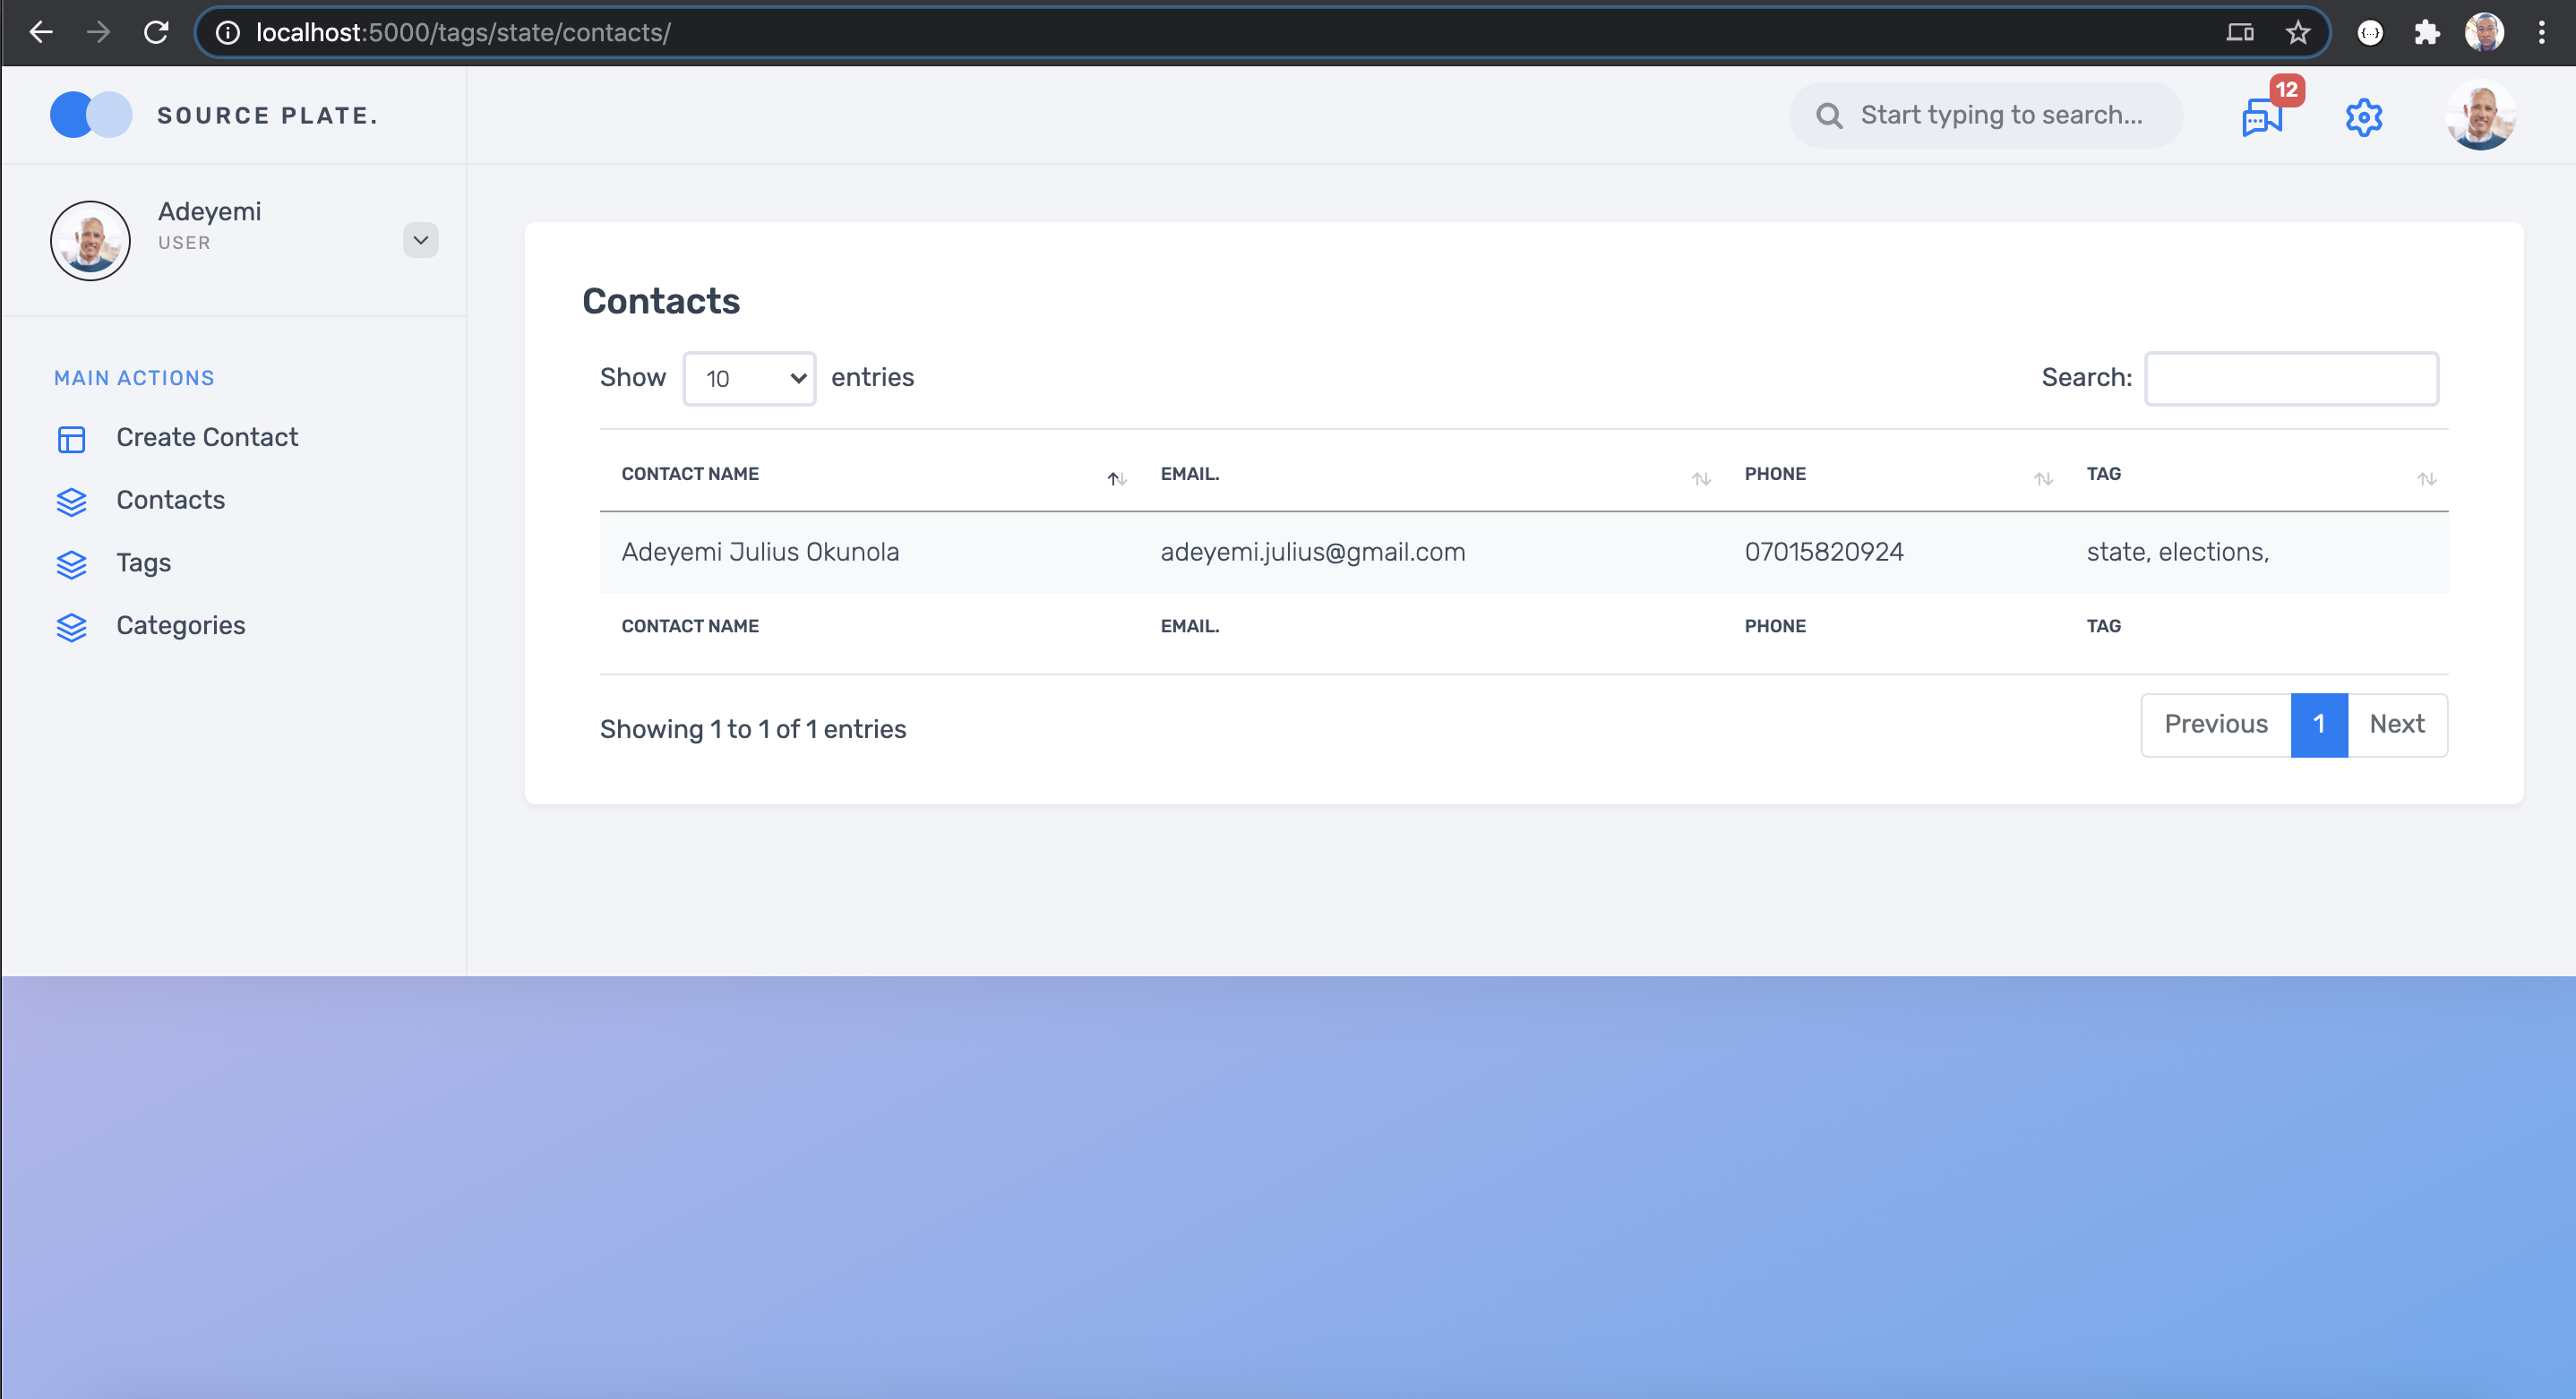 localhost:5000/tags/state/contacts/
SOURCE PLATE.
Start typing to search...
12
Adeyemi
USER
MAIN ACTIONS
Create Contact
Contacts
Tags
Categories
Contacts
Show 10 entries
Search:
CONTACT NAME EMAIL. PHONE TAG
Adeyemi Julius Okunola adeyemi.julius@gmail.com 07015820924 state, elections,
CONTACT NAME EMAIL. PHONE TAG
Showing 1 to 1 of 1 entries
Previous 1 Next